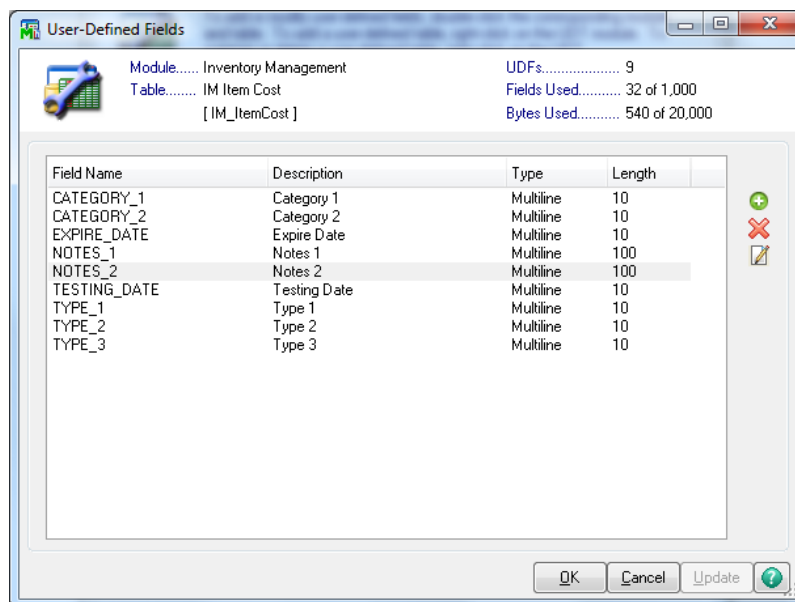 User-Defined Fields
Module...... Inventory Management UDFs................... 9
Table........ IM Item Cost Fields Used.......... 32 of 1,000
[ IM_ItemCost ] Bytes Used.......... 540 of 20,000
Field Name Description Type Length
CATEGORY_1 Category 1 Multiline 10
CATEGORY_2 Category 2 Multiline 10
EXPIRE_DATE Expire Date Multiline 10
NOTES_1 Notes 1 Multiline 100
NOTES_2 Notes 2 Multiline 100
TESTING_DATE Testing Date Multiline 10
TYPE_1 Type 1 Multiline 10
TYPE_2 Type 2 Multiline 10
TYPE_3 Type 3 Multiline 10
OK Cancel Update ?